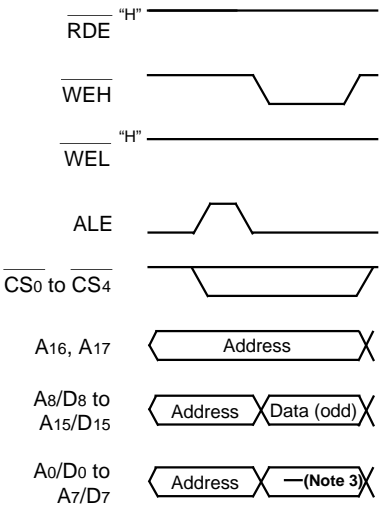 RDE "H"
WEH
WEL "H"
ALE
CS0 to CS4
A16, A17 Address
A8/D8 to
A15/D15 Address Data (odd)
A0/D0 to
A7/D7 Address —(Note 3)